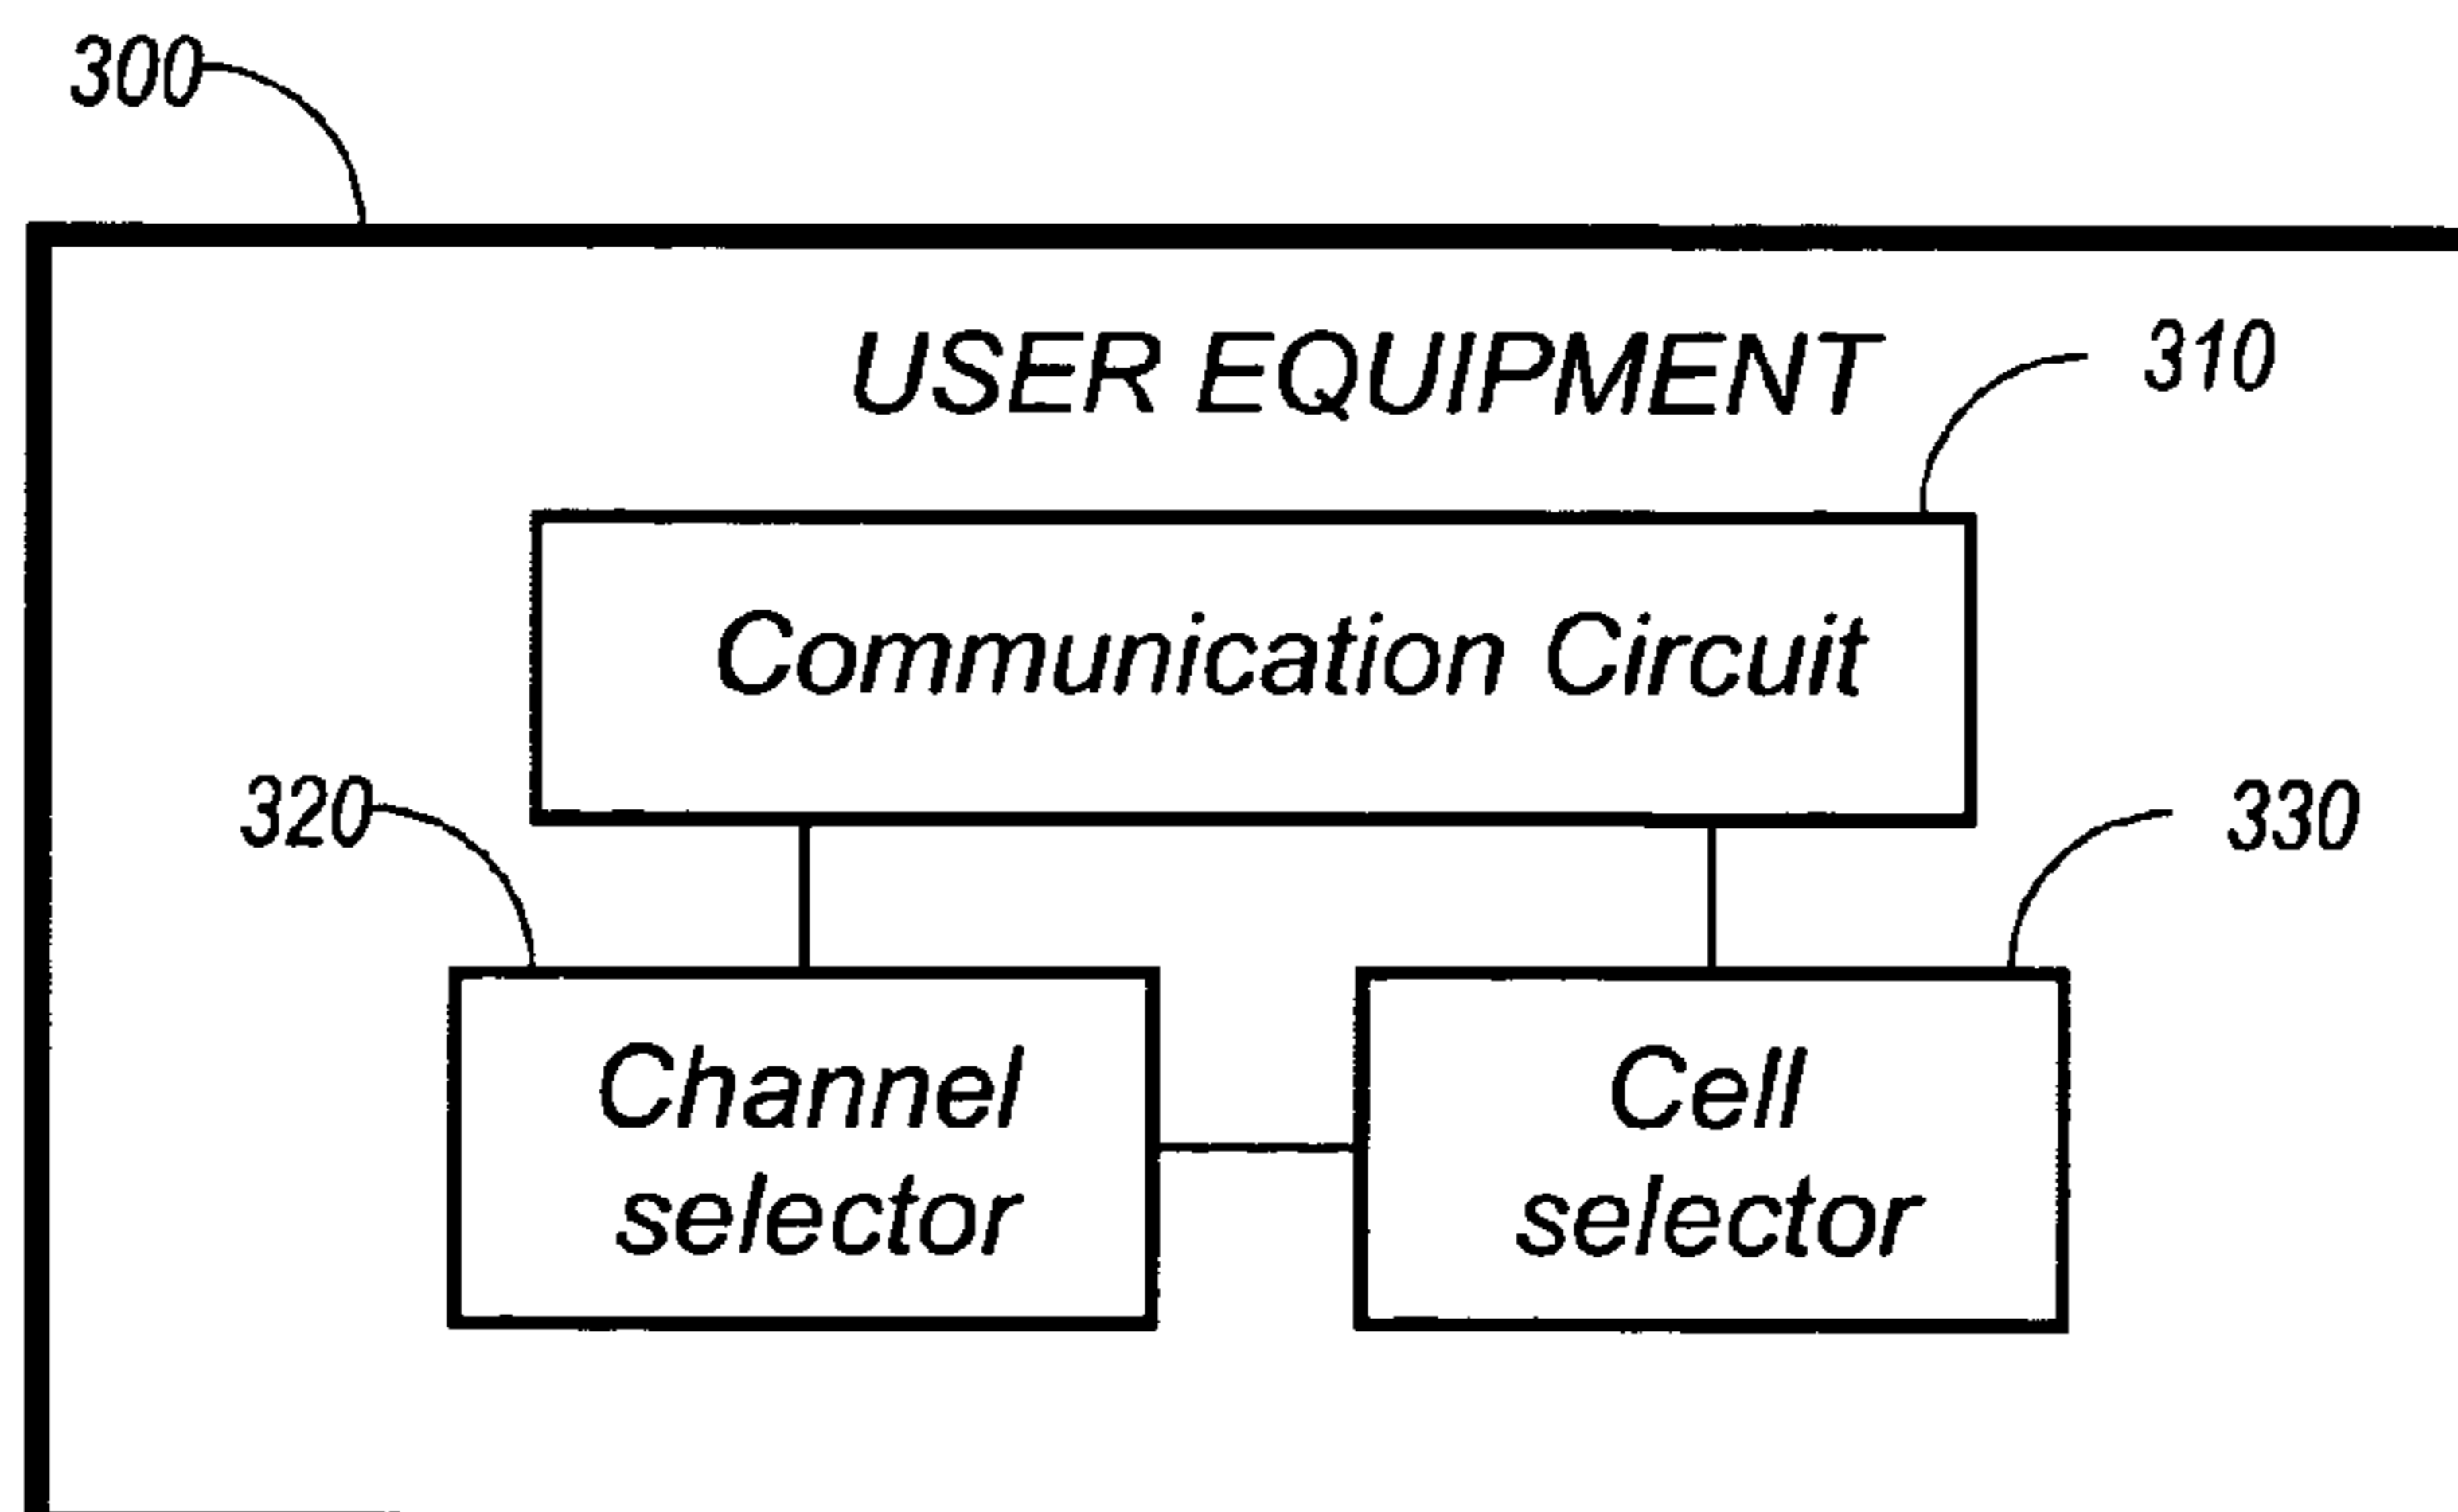 300
USER EQUIPMENT
310
Communication Circuit
320
330
Channel
selector
Cell
selector